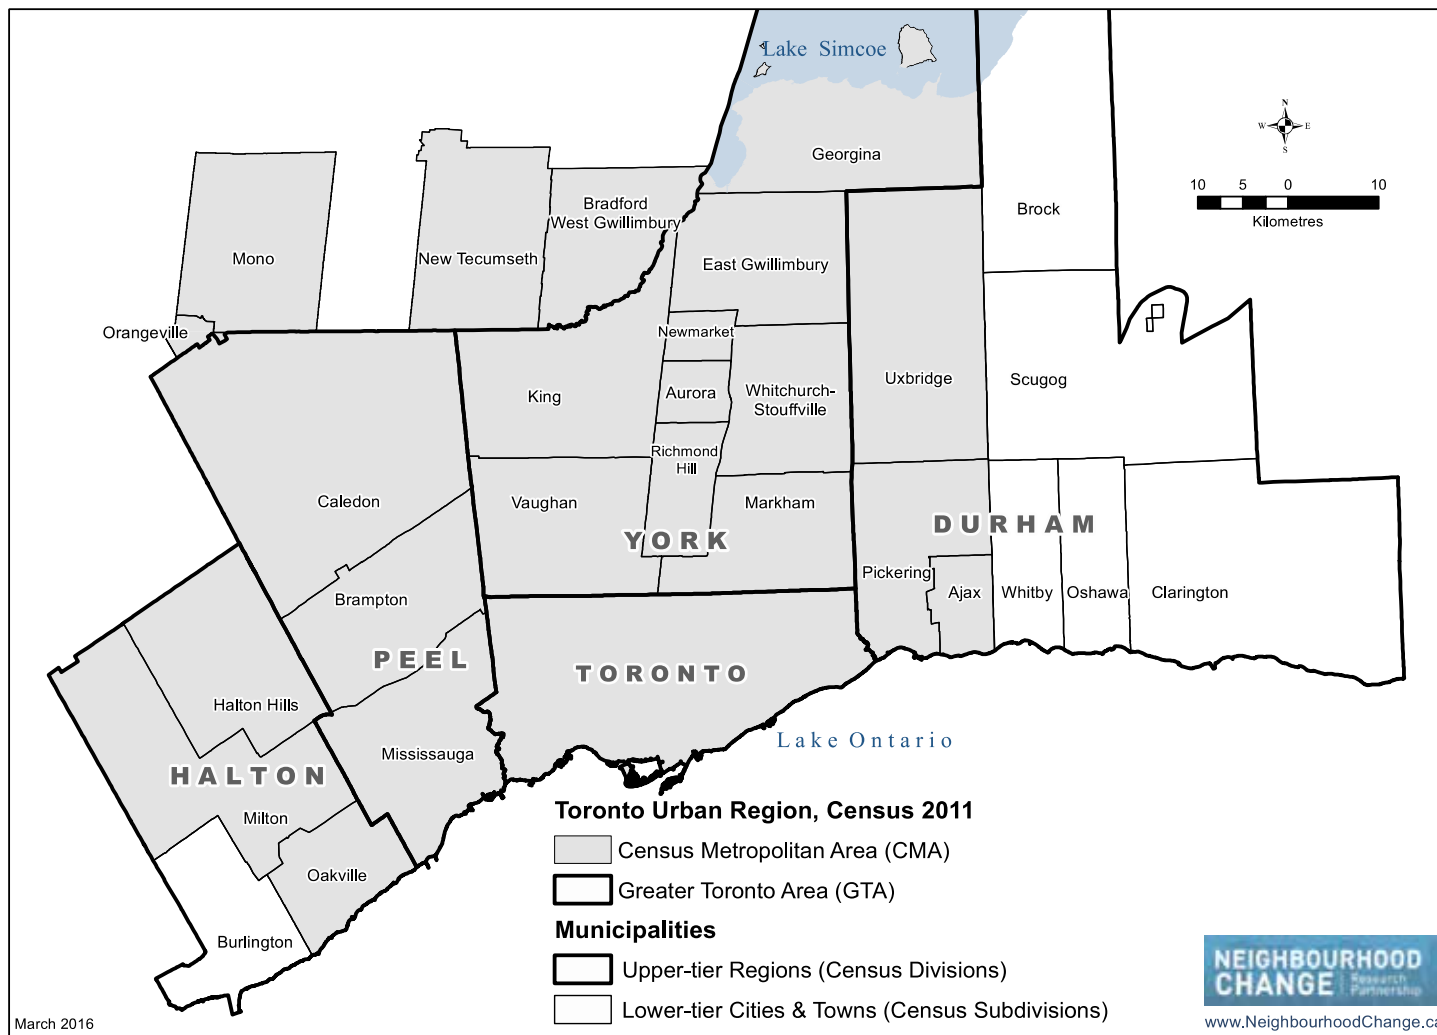 Lake Simcoe
Georgina
N
W E
S
10 5 0 10
Kilometres
Brock
Bradford
West Gwillimbury
Mono
New Tecumseth
East Gwillimbury
Orangeville
Newmarket
Uxbridge
Scugog
King
Aurora
Whitchurch-
Stouffville
Richmond
Hill
Caledon
Vaughan
Markham
YORK
DURHAM
Pickering
Ajax
Whitby
Oshawa
Clarington
Brampton
PEEL
TORONTO
Halton Hills
Mississauga
Lake Ontario
HALTON
Milton
Oakville
Burlington
Toronto Urban Region, Census 2011
Census Metropolitan Area (CMA)
Greater Toronto Area (GTA)
Municipalities
Upper-tier Regions (Census Divisions)
Lower-tier Cities & Towns (Census Subdivisions)
NEIGHBOURHOOD
CHANGE Research
Partnership
www.NeighbourhoodChange.ca
March 2016